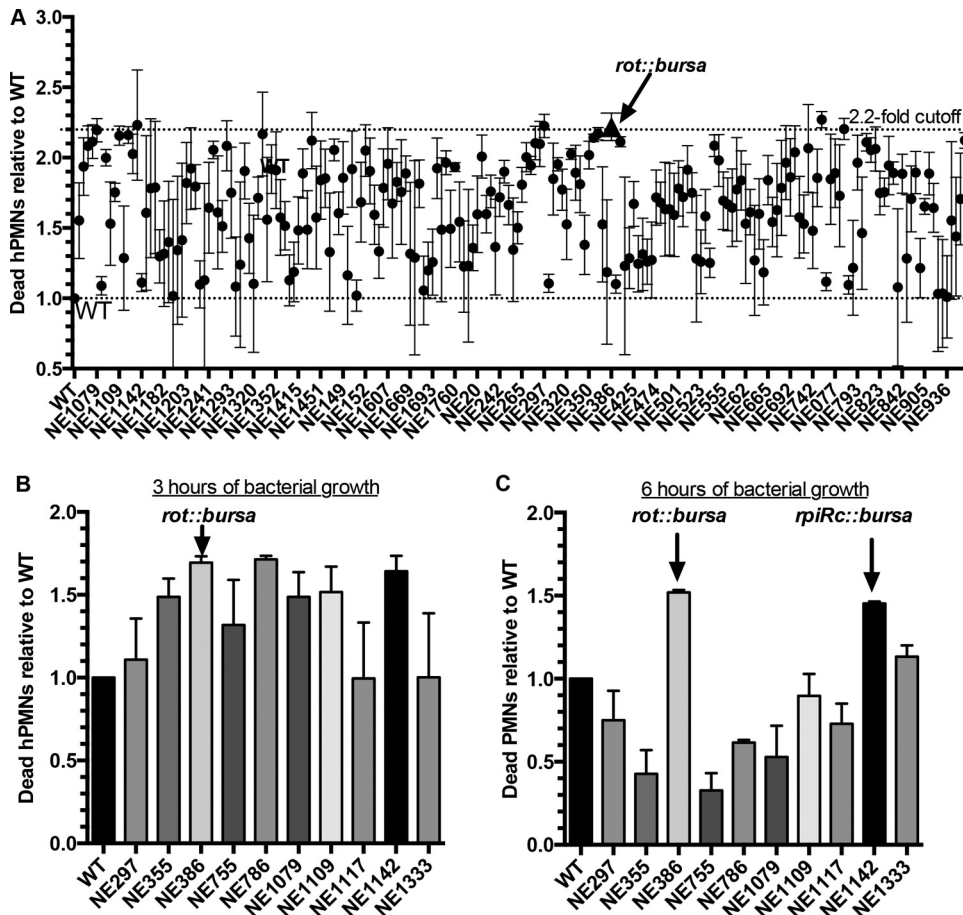 A
Dead hPMNs relative to WT
3.0
2.5
2.0
1.5
1.0
0.5
rot::bursa
2.2-fold cutoff
WT
WT
WT
NE1079
NE1109
NE1142
NE1182
NE1203
NE1241
NE1293
NE1320
NE1352
NE1415
NE1451
NE149
NE152
NE1607
NE1669
NE1693
NE1760
NE20
NE242
NE265
NE297
NE320
NE350
NE386
NE425
NE474
NE501
NE523
NE555
NE562
NE665
NE692
NE742
NE077
NE793
NE823
NE842
NE905
NE936
B
3 hours of bacterial growth
rot::bursa
Dead hPMNs relative to WT
2.0
1.5
1.0
0.5
0.0
WT
NE297
NE355
NE386
NE755
NE786
NE1079
NE1109
NE1117
NE1142
NE1333
C
6 hours of bacterial growth
rot::bursa
rpiRc::bursa
Dead PMNs relative to WT
2.0
1.5
1.0
0.5
0.0
WT
NE297
NE355
NE386
NE755
NE786
NE1079
NE1109
NE1117
NE1142
NE1333